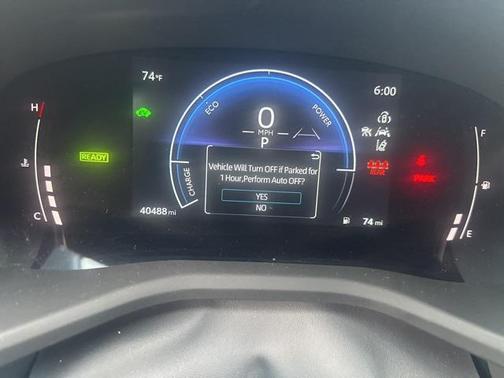 74°F
6:00
H
ECO
POWER
0
MPH
P
F
READY
Vehicle Will Turn OFF if Parked for
1 Hour,Perform Auto OFF?
YES
NO
REAR
PARK
CHARGE
C
40488 mi
74 mi
E